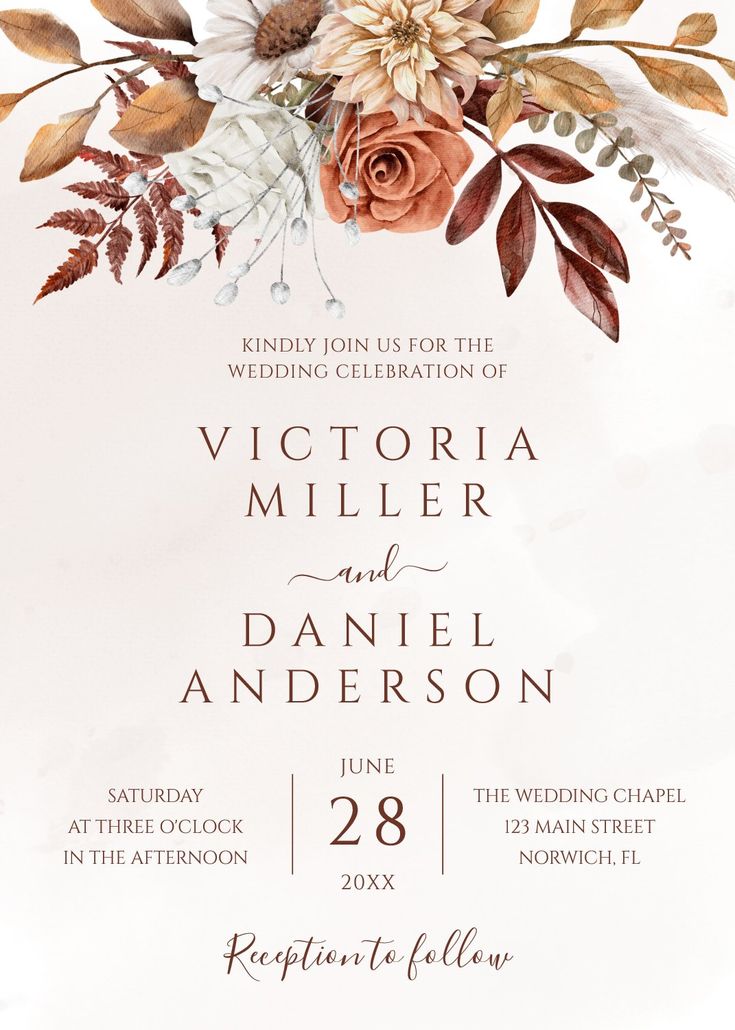 KINDLY JOIN US FOR THE
WEDDING CELEBRATION OF
VICTORIA
MILLER
and
DANIEL
ANDERSON
SATURDAY
AT THREE O'CLOCK
IN THE AFTERNOON
JUNE
28
20XX
THE WEDDING CHAPEL
123 MAIN STREET
NORWICH, FL
Reception to follow